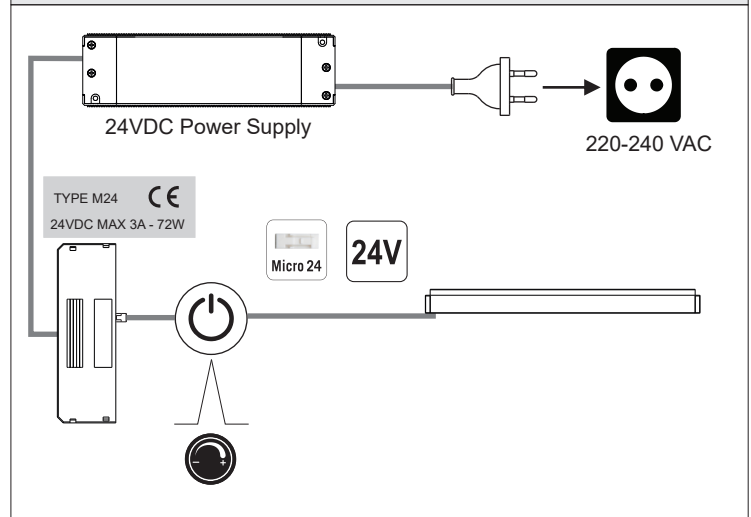 24VDC Power Supply
220-240 VAC
TYPE M24 CE
24VDC MAX 3A - 72W
Micro 24
24V
- +